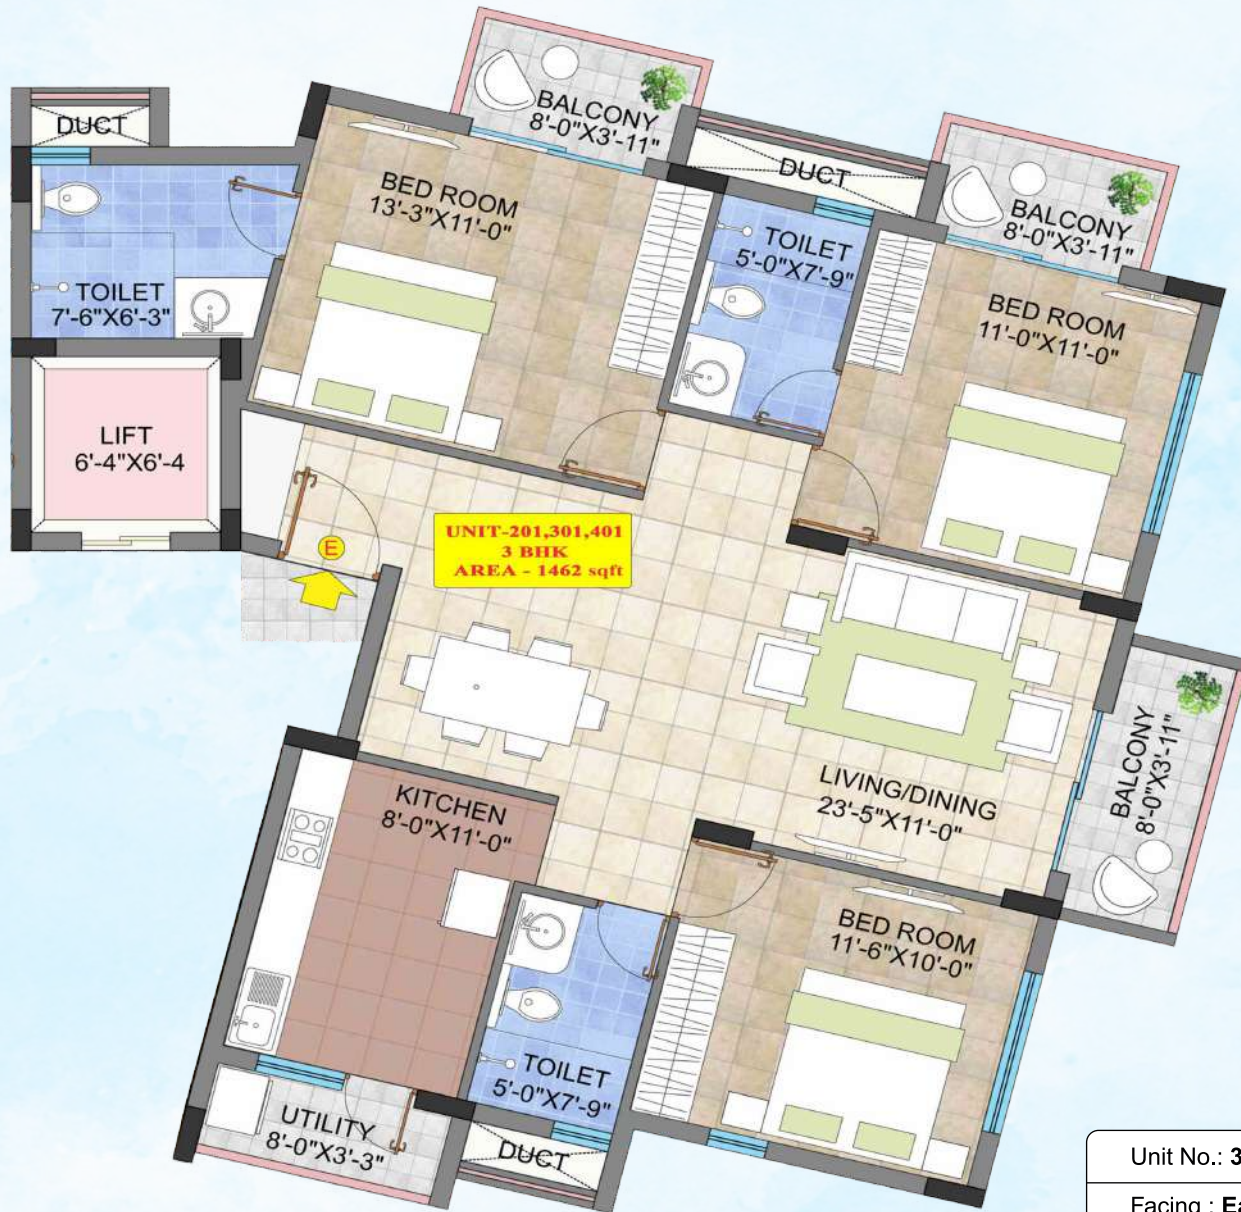 BALCONY
8'-0"X3'-11"
DUCT
DUCT
BED ROOM
13'-3"X11'-0"
BALCONY
8'-0"X3'-11"
TOILET
5'-0"X7'-9"
TOILET
7'-6"X6'-3"
BED ROOM
11'-0"X11'-0"
LIFT
6'-4"X6'-4
UNIT-201,301,401
3 BHK
AREA - 1462 sqft
E
BALCONY
8'-0"X3'-11"
LIVING/DINING
23'-5"X11'-0"
KITCHEN
8'-0"X11'-0"
BED ROOM
11'-6"X10'-0"
TOILET
5'-0"X7'-9"
UTILITY
8'-0"X3'-3"
DUCT
Unit No.: 3
Facing : Ea